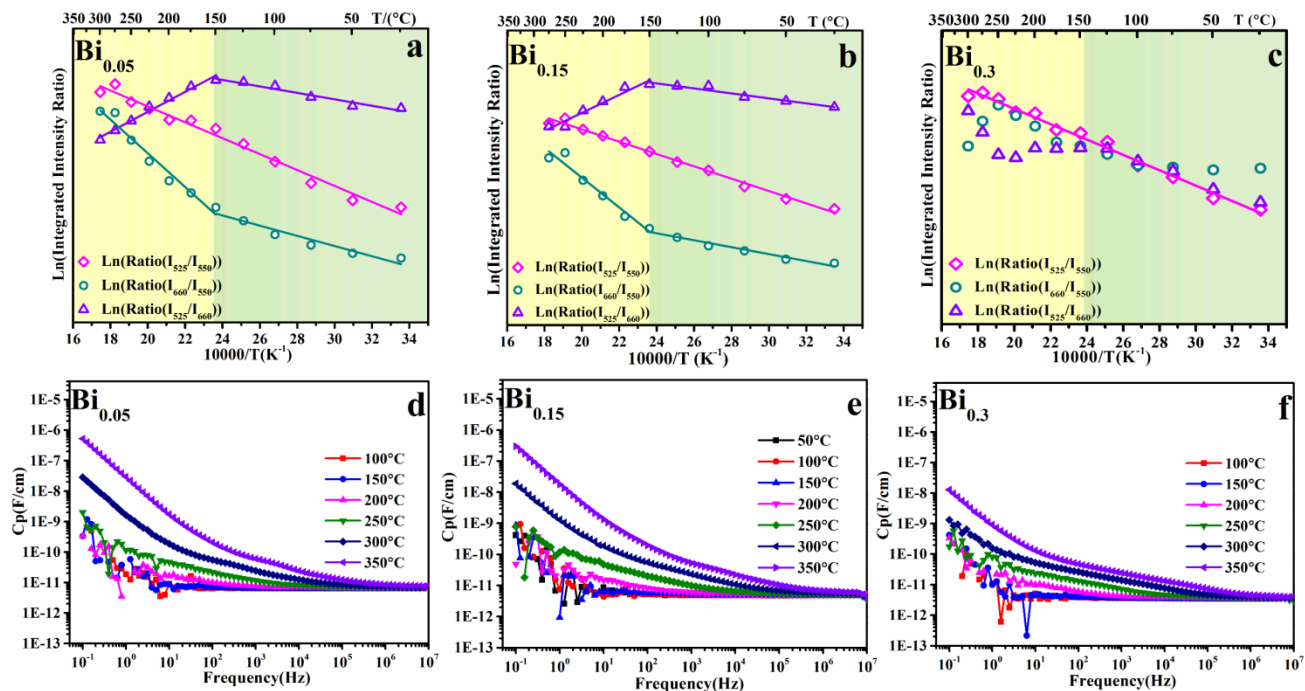 350 300 250 200 150 100 50 T/(°C)
Bi0.05
a
Ln(Integrated Intensity Ratio)
Ln(Ratio(I525/I550))
Ln(Ratio(I660/I550))
Ln(Ratio(I525/I660))
16 18 20 22 24 26 28 30 32 34
10000/T(K-1)
350 300 250 200 150 100 50 T (°C)
Bi0.15
b
Ln(Integrated Intensity Ratio)
Ln(Ratio(I525/I550))
Ln(Ratio(I660/I550))
Ln(Ratio(I525/I660))
16 18 20 22 24 26 28 30 32 34
10000/T (K-1)
350 300 250 200 150 100 50 T (°C)
Bi0.3
c
Ln(Integrated Intensity Ratio)
Ln(Ratio(I525/I550))
Ln(Ratio(I660/I550))
Ln(Ratio(I525/I660))
16 18 20 22 24 26 28 30 32 34
10000/T (K-1)
Bi0.05
d
Cp(F/cm)
1E-5
1E-6
1E-7
1E-8
1E-9
1E-10
1E-11
1E-12
1E-13
100°C
150°C
200°C
250°C
300°C
350°C
10-1 100 101 102 103 104 105 106 107
Frequency(Hz)
Bi0.15
e
Cp(F/cm)
1E-5
1E-6
1E-7
1E-8
1E-9
1E-10
1E-11
1E-12
1E-13
50°C
100°C
150°C
200°C
250°C
300°C
350°C
10-1 100 101 102 103 104 105 106 107
Frequency(Hz)
Bi0.3
f
Cp(F/cm)
1E-5
1E-6
1E-7
1E-8
1E-9
1E-10
1E-11
1E-12
1E-13
100°C
150°C
200°C
250°C
300°C
350°C
10-1 100 101 102 103 104 105 106 107
Frequency(Hz)